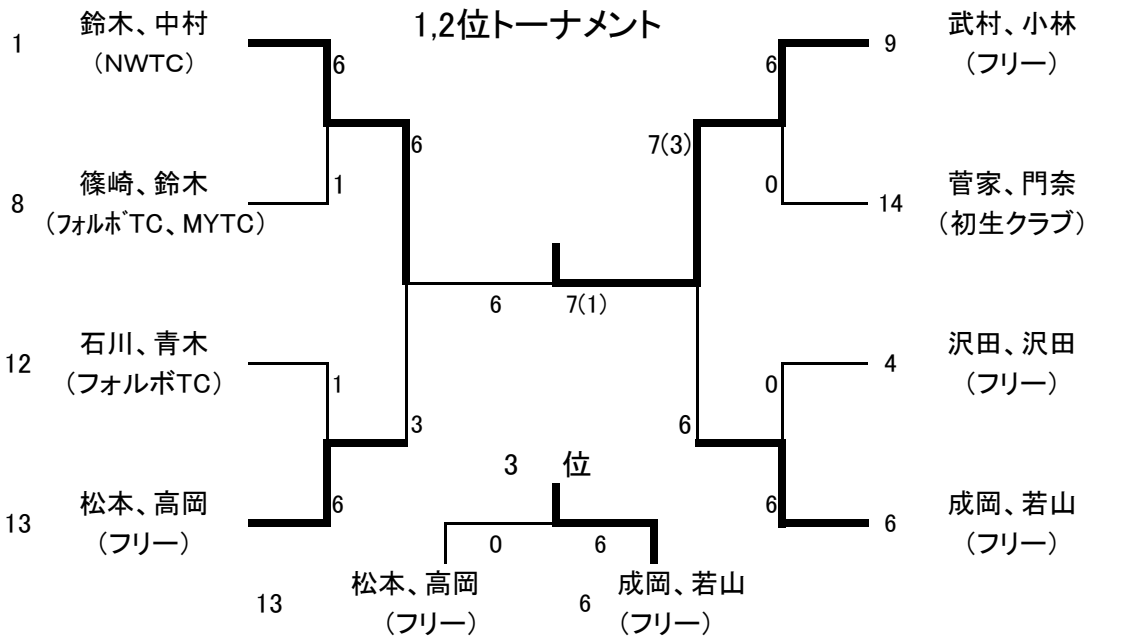 1,2位トーナメント
1
鈴木、中村
（NWTC）
6
8
篠崎、鈴木
（フォルボTC、MYTC）
1
6
12
石川、青木
（フォルボTC）
1
13
松本、高岡
（フリー）
6
3
6
7(1)
武村、小林
（フリー）
9
6
菅家、門奈
（初生クラブ）
14
0
7(3)
沢田、沢田
（フリー）
4
0
成岡、若山
（フリー）
6
6
6
3 位
0
6
13
松本、高岡
（フリー）
6
成岡、若山
（フリー）